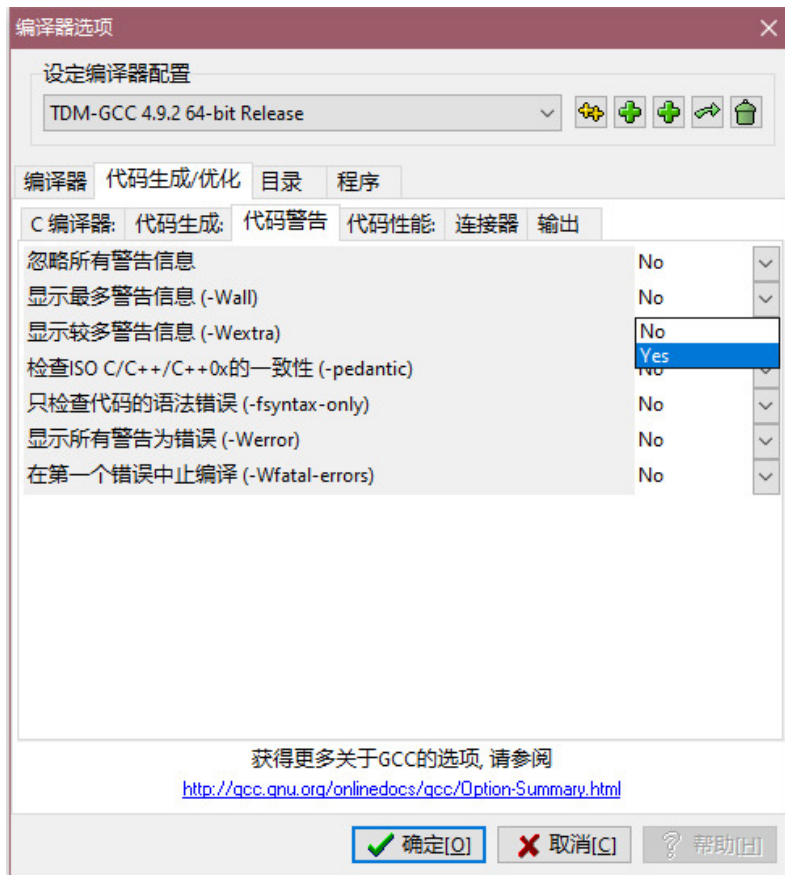 编译器选项
设定编译器配置
TDM-GCC 4.9.2 64-bit Release
编译器 代码生成/优化 目录 程序
C 编译器: 代码生成: 代码警告 代码性能: 连接器 输出
忽略所有警告信息 No
显示最多警告信息 (-Wall) No
显示较多警告信息 (-Wextra) No
Yes
检查ISO C/C++/C++0x的一致性 (-pedantic) No
只检查代码的语法错误 (-fsyntax-only) No
显示所有警告为错误 (-Werror) No
在第一个错误中止编译 (-Wfatal-errors) No
获得更多关于GCC的选项, 请参阅
http://gcc.gnu.org/onlinedocs/gcc/Option-Summary.html
确定[O] 取消[C] 帮助[H]